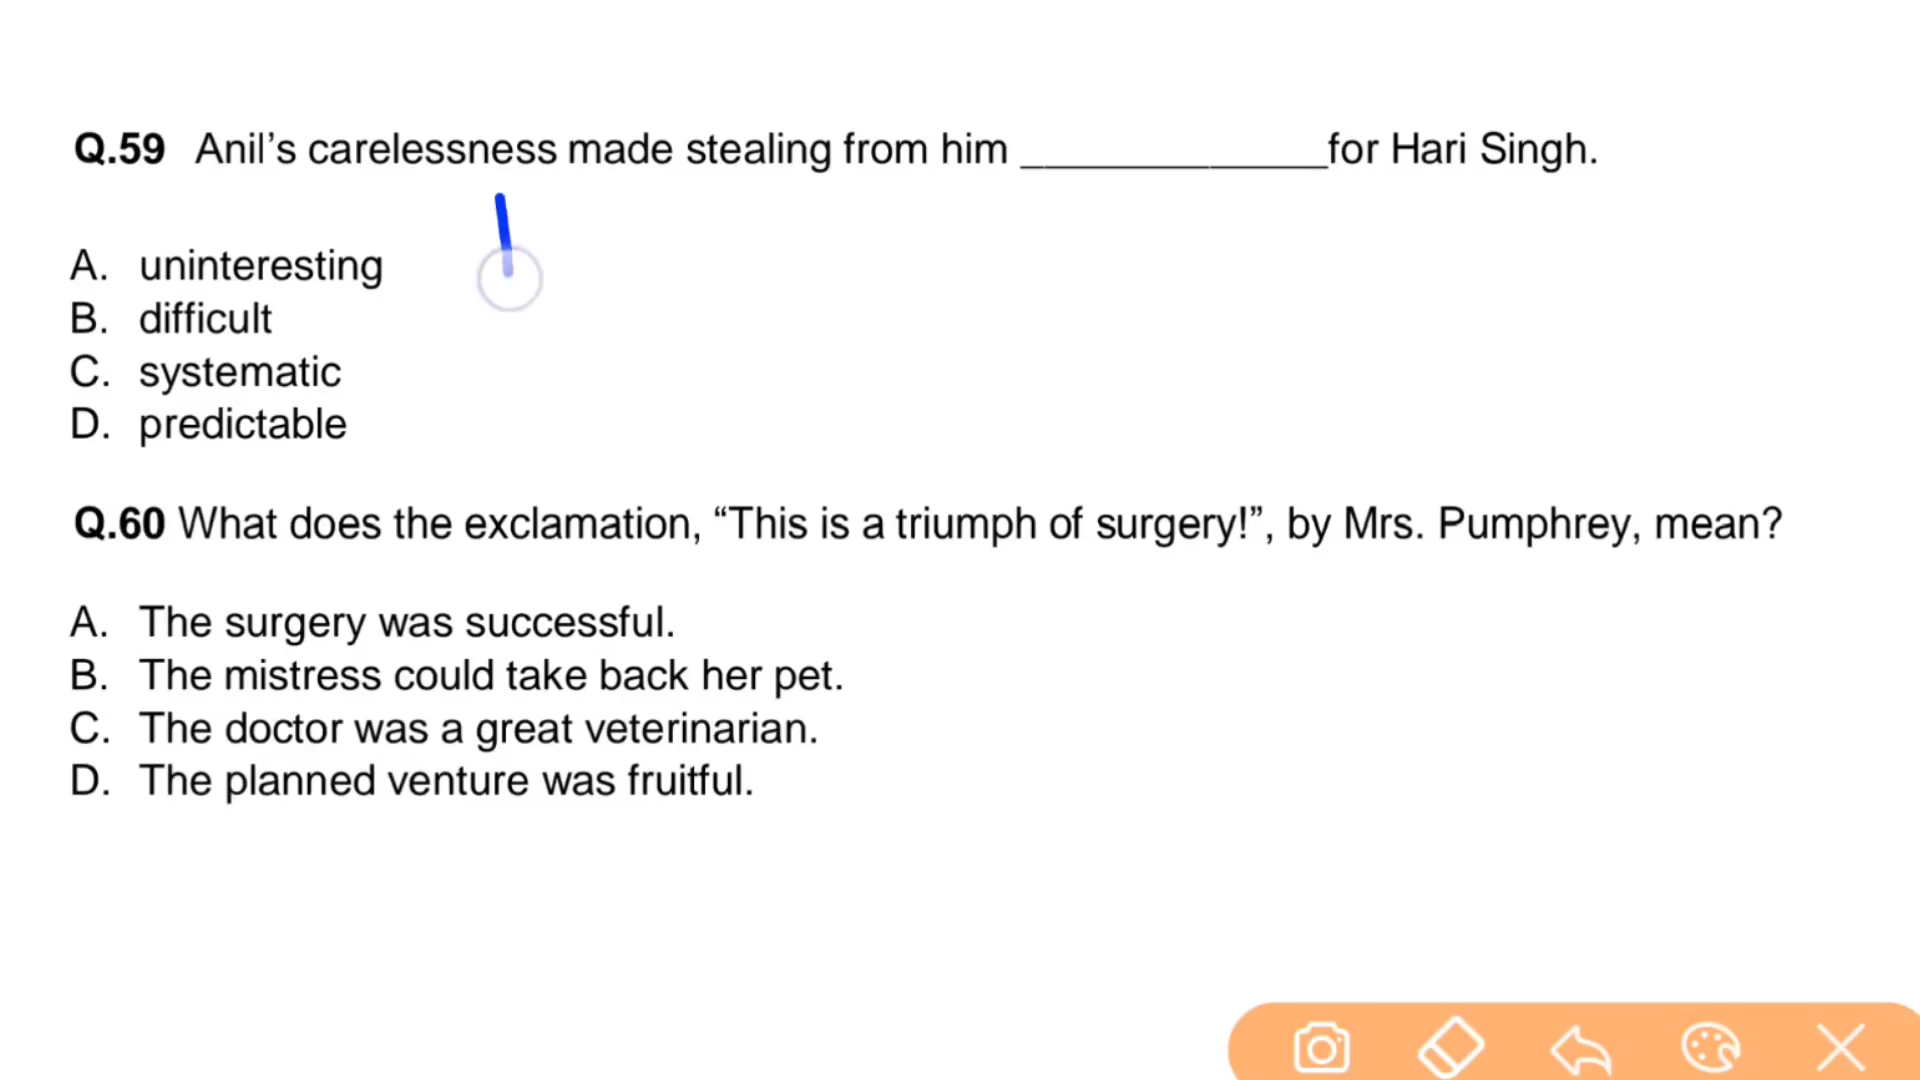 Q.59 Anil’s carelessness made stealing from him _____________for Hari Singh.
A. uninteresting
B. difficult
C. systematic
D. predictable
Q.60 What does the exclamation, “This is a triumph of surgery!”, by Mrs. Pumphrey, mean?
A. The surgery was successful.
B. The mistress could take back her pet.
C. The doctor was a great veterinarian.
D. The planned venture was fruitful.